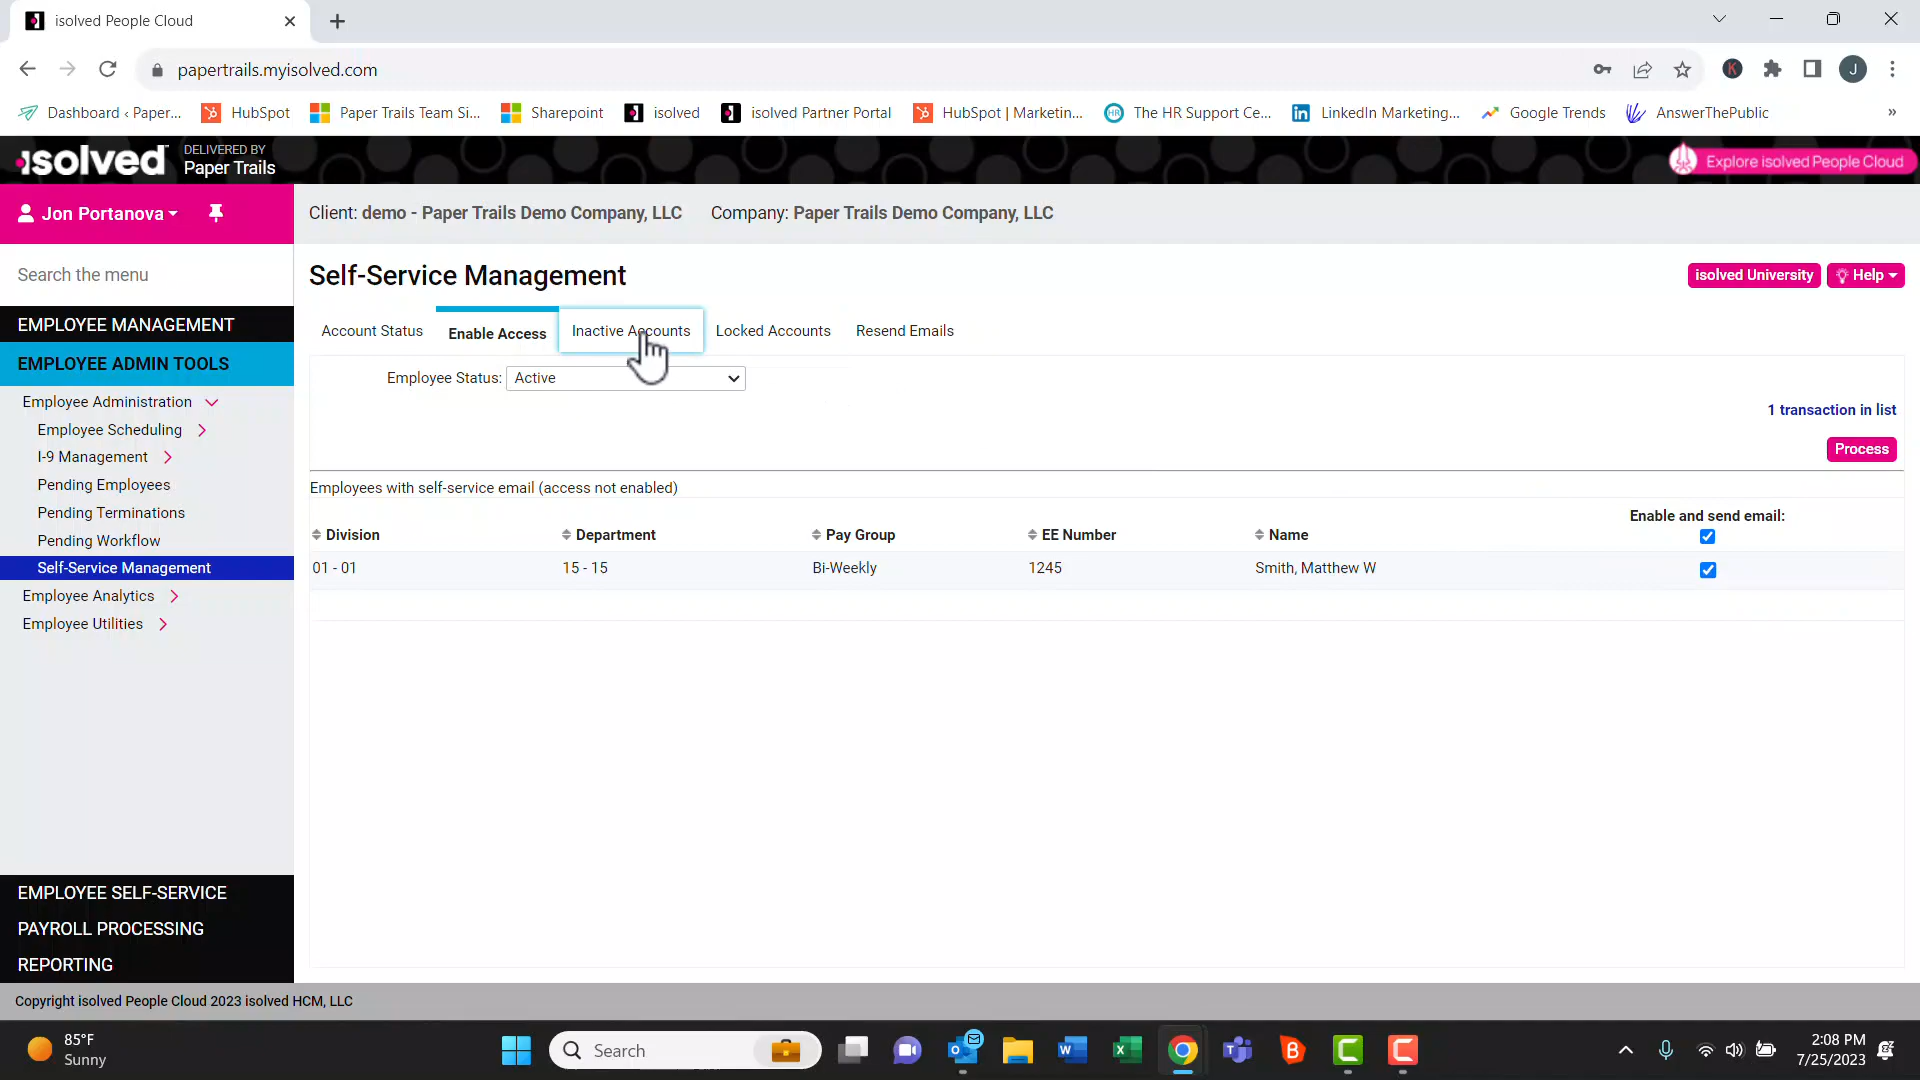 isolved People Cloud
papertrails.myisolved.com
J
Dashboard ‹ Paper...
HubSpot
Paper Trails Team Si...
Sharepoint
isolved
isolved Partner Portal
HubSpot | Marketin...
The HR Support Ce...
LinkedIn Marketing...
Google Trends
AnswerThePublic
»
isolved
DELIVERED BY
Paper Trails
Explore isolved People Cloud
Jon Portanova
Client: demo - Paper Trails Demo Company, LLC
Company: Paper Trails Demo Company, LLC
Search the menu
Self-Service Management
isolved University
Help
EMPLOYEE MANAGEMENT
EMPLOYEE ADMIN TOOLS
Employee Administration
Employee Scheduling
I-9 Management
Pending Employees
Pending Terminations
Pending Workflow
Self-Service Management
Employee Analytics
Employee Utilities
Account Status
Enable Access
Inactive Accounts
Locked Accounts
Resend Emails
Employee Status: Active
1 transaction in list
Process
Employees with self-service email (access not enabled)
Enable and send email:
Division
Department
Pay Group
EE Number
Name
01 - 01
15 - 15
Bi-Weekly
1245
Smith, Matthew W
EMPLOYEE SELF-SERVICE
PAYROLL PROCESSING
REPORTING
Copyright isolved People Cloud 2023 isolved HCM, LLC
85°F
Sunny
Search
2:08 PM
7/25/2023